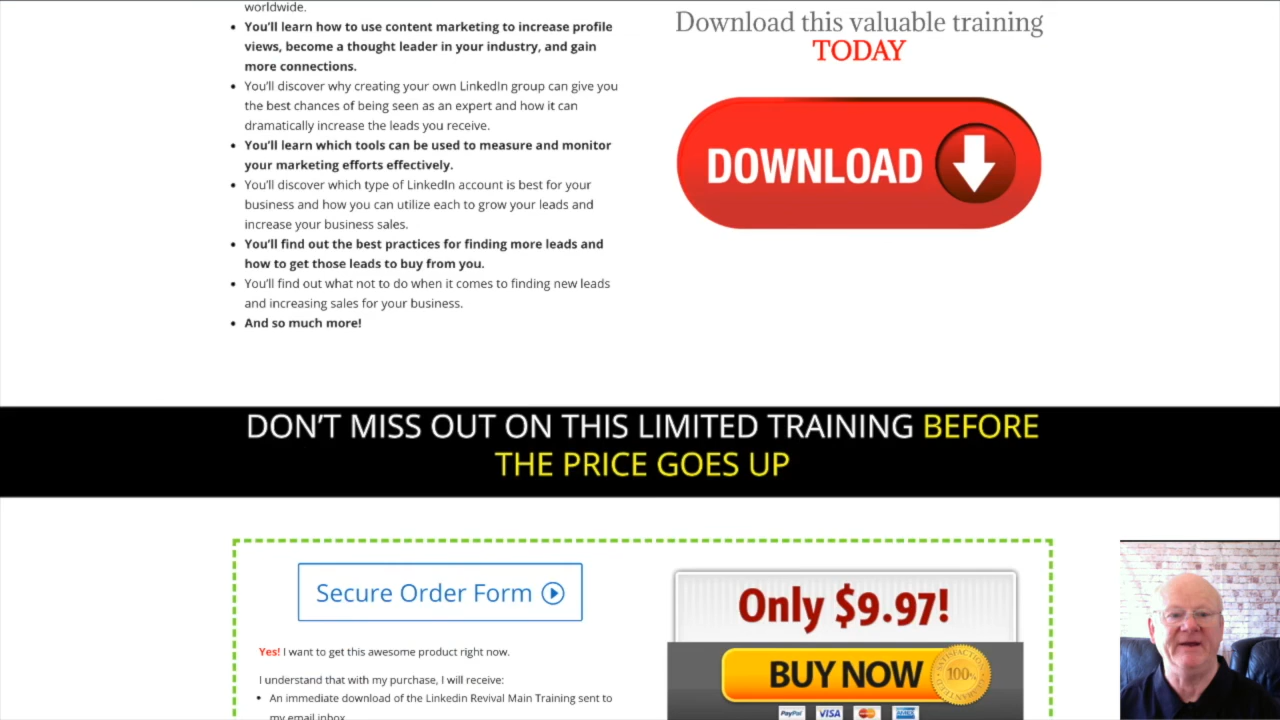 worldwide.
You'll learn how to use content marketing to increase profile
views, become a thought leader in your industry, and gain
more connections.
You'll discover why creating your own LinkedIn group can give you
the best chances of being seen as an expert and how it can
dramatically increase the leads you receive.
You'll learn which tools can be used to measure and monitor
your marketing efforts effectively.
You'll discover which type of LinkedIn account is best for your
business and how you can utilize each to grow your leads and
increase your business sales.
You'll find out the best practices for finding more leads and
how to get those leads to buy from you.
You'll find out what not to do when it comes to finding new leads
and increasing sales for your business.
And so much more!
Download this valuable training
TODAY
DOWNLOAD
DON'T MISS OUT ON THIS LIMITED TRAINING BEFORE
THE PRICE GOES UP
Secure Order Form
Yes! I want to get this awesome product right now.
I understand that with my purchase, I will receive:
An immediate download of the Linkedin Revival Main Training sent to
my email inbox
Only $9.97!
BUY NOW
SATISFACTION
100%
PayPal
VISA
MasterCard